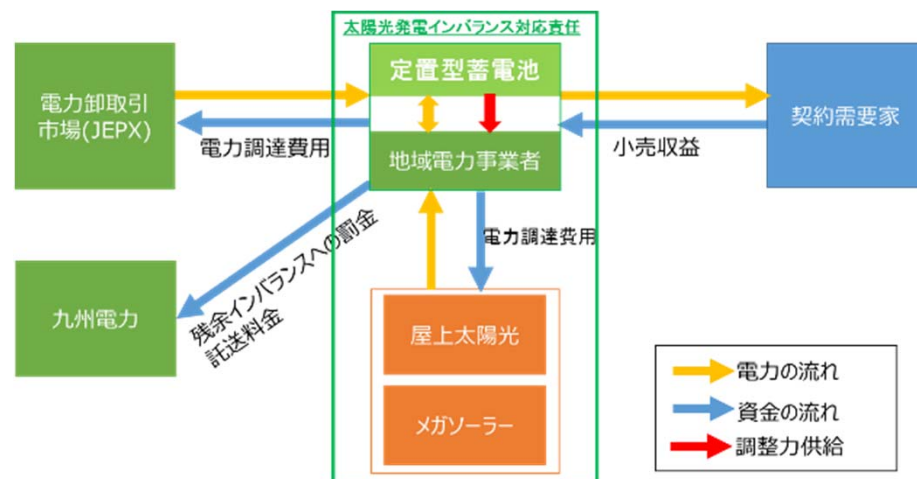 太陽光発電インバランス対応責任
定置型蓄電池
電力卸取引
市場(JEPX)
契約需要家
電力調達費用
地域電力事業者
小売収益
残余インバランスへの罰金
託送料金
電力調達費用
九州電力
屋上太陽光
メガソーラー
電力の流れ
資金の流れ
調整力供給